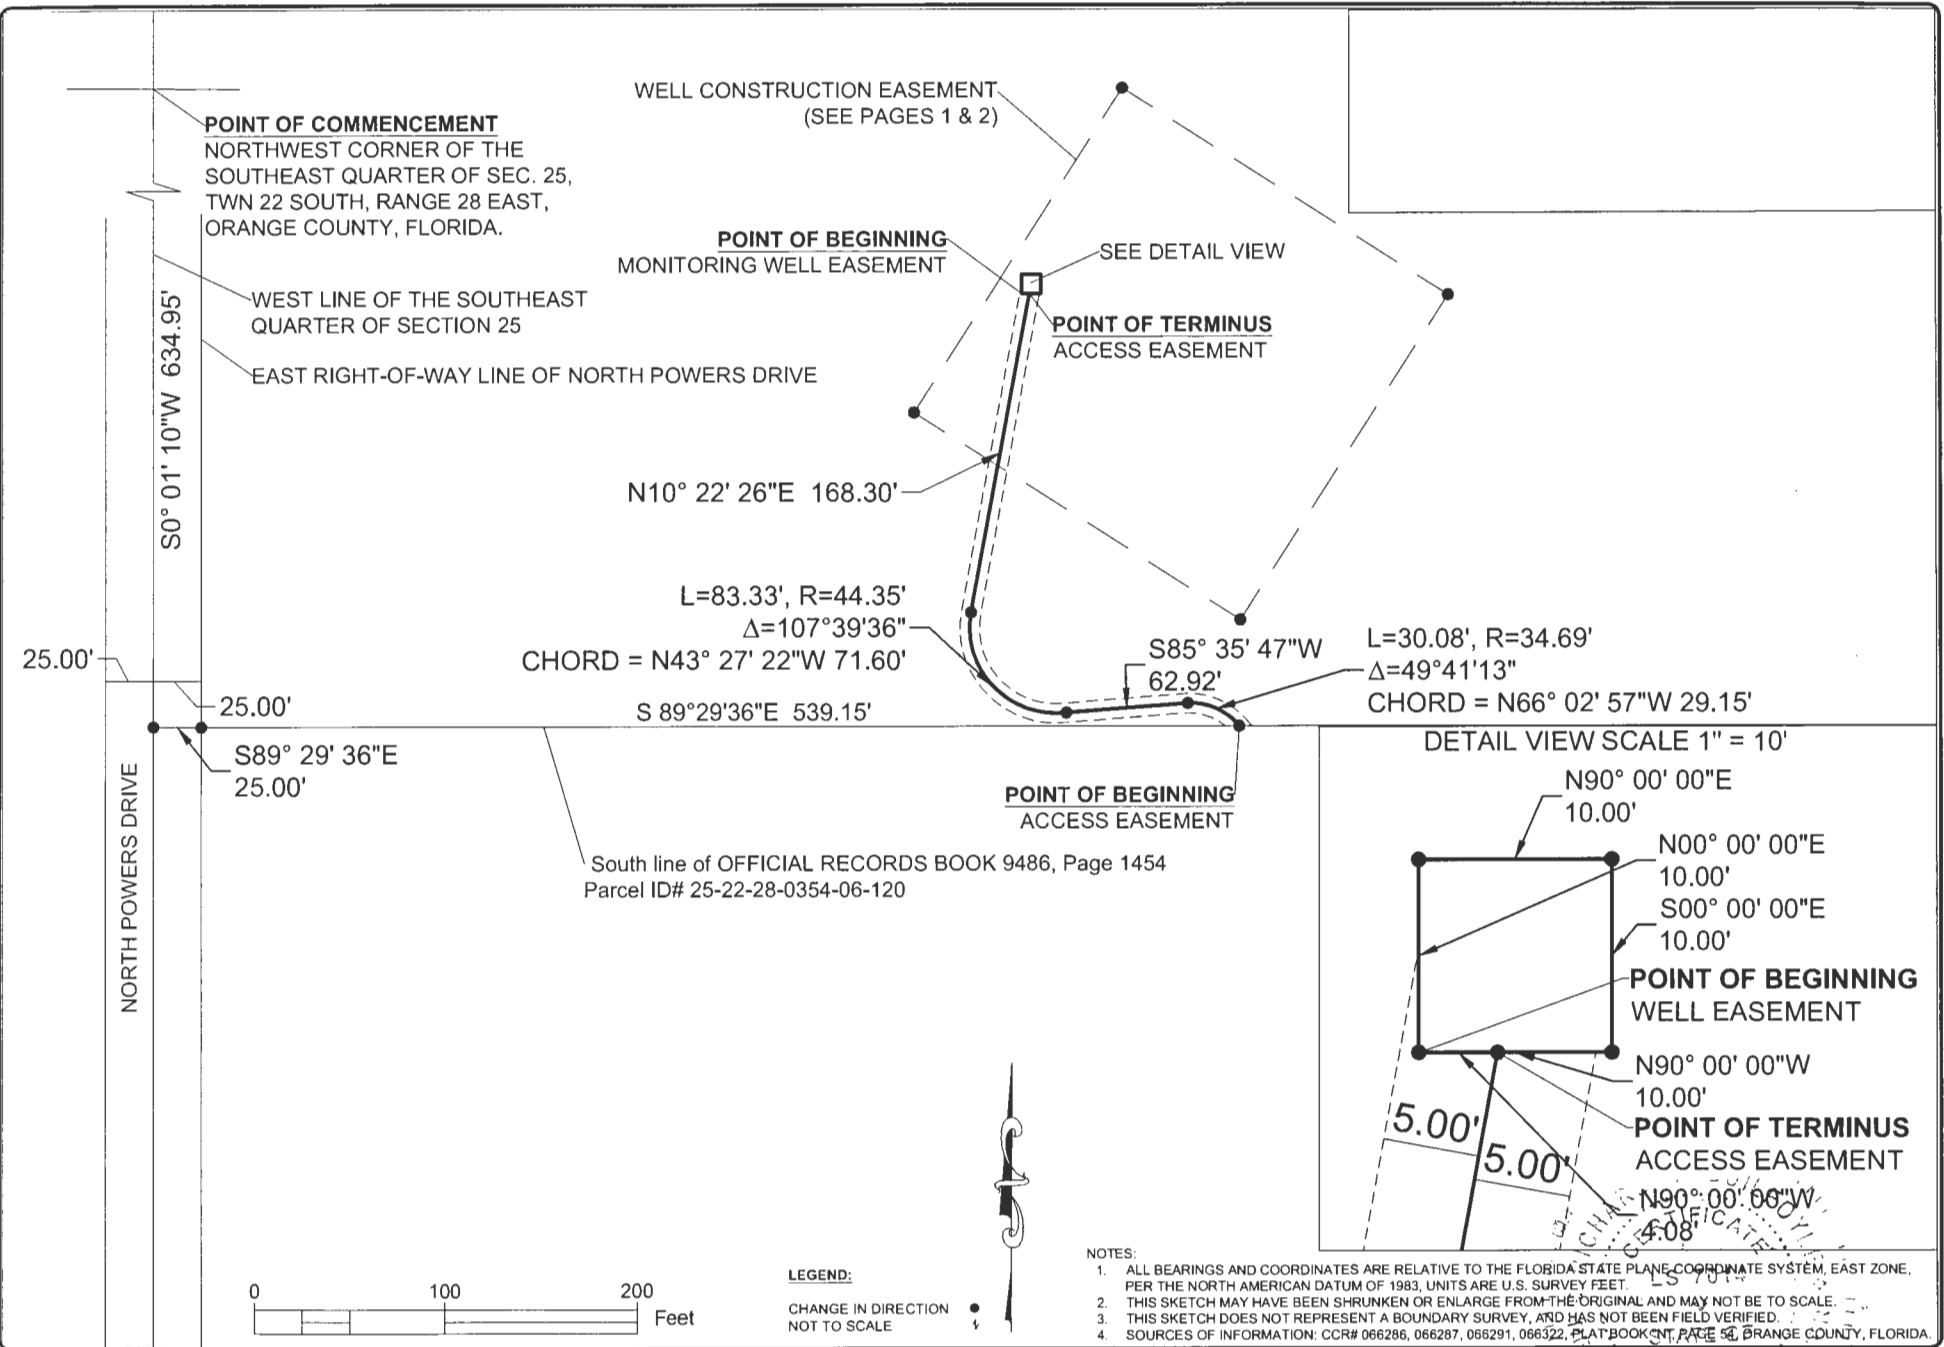 POINT OF COMMENCEMENT
NORTHWEST CORNER OF THE
SOUTHEAST QUARTER OF SEC. 25,
TWN 22 SOUTH, RANGE 28 EAST,
ORANGE COUNTY, FLORIDA.
WELL CONSTRUCTION EASEMENT
(SEE PAGES 1 & 2)
POINT OF BEGINNING
MONITORING WELL EASEMENT
SEE DETAIL VIEW
WEST LINE OF THE SOUTHEAST
QUARTER OF SECTION 25
POINT OF TERMINUS
ACCESS EASEMENT
EAST RIGHT-OF-WAY LINE OF NORTH POWERS DRIVE
S0° 01' 10"W 634.95'
N10° 22' 26"E 168.30'
L=83.33', R=44.35'
Δ=107°39'36"
CHORD = N43° 27' 22"W 71.60'
S85° 35' 47"W
62.92'
L=30.08', R=34.69'
Δ=49°41'13"
CHORD = N66° 02' 57"W 29.15'
25.00'
25.00'
S 89°29'36"E 539.15'
S89° 29' 36"E
25.00'
NORTH POWERS DRIVE
POINT OF BEGINNING
ACCESS EASEMENT
South line of OFFICIAL RECORDS BOOK 9486, Page 1454
Parcel ID# 25-22-28-0354-06-120
DETAIL VIEW SCALE 1" = 10'
N90° 00' 00"E
10.00'
N00° 00' 00"E
10.00'
S00° 00' 00"E
10.00'
POINT OF BEGINNING
WELL EASEMENT
N90° 00' 00"W
10.00'
POINT OF TERMINUS
ACCESS EASEMENT
5.00'
5.00'
N90° 00' 00"W
4.08'
0 100 200
Feet
LEGEND:
CHANGE IN DIRECTION
NOT TO SCALE
NOTES:
1. ALL BEARINGS AND COORDINATES ARE RELATIVE TO THE FLORIDA STATE PLANE COORDINATE SYSTEM, EAST ZONE,
PER THE NORTH AMERICAN DATUM OF 1983, UNITS ARE U.S. SURVEY FEET.
2. THIS SKETCH MAY HAVE BEEN SHRUNKEN OR ENLARGE FROM THE ORIGINAL AND MAY NOT BE TO SCALE.
3. THIS SKETCH DOES NOT REPRESENT A BOUNDARY SURVEY, AND HAS NOT BEEN FIELD VERIFIED.
4. SOURCES OF INFORMATION: CCR# 066286, 066287, 066291, 066322, PLAT BOOK PAGE 54, ORANGE COUNTY, FLORIDA.
CERTIFICATE